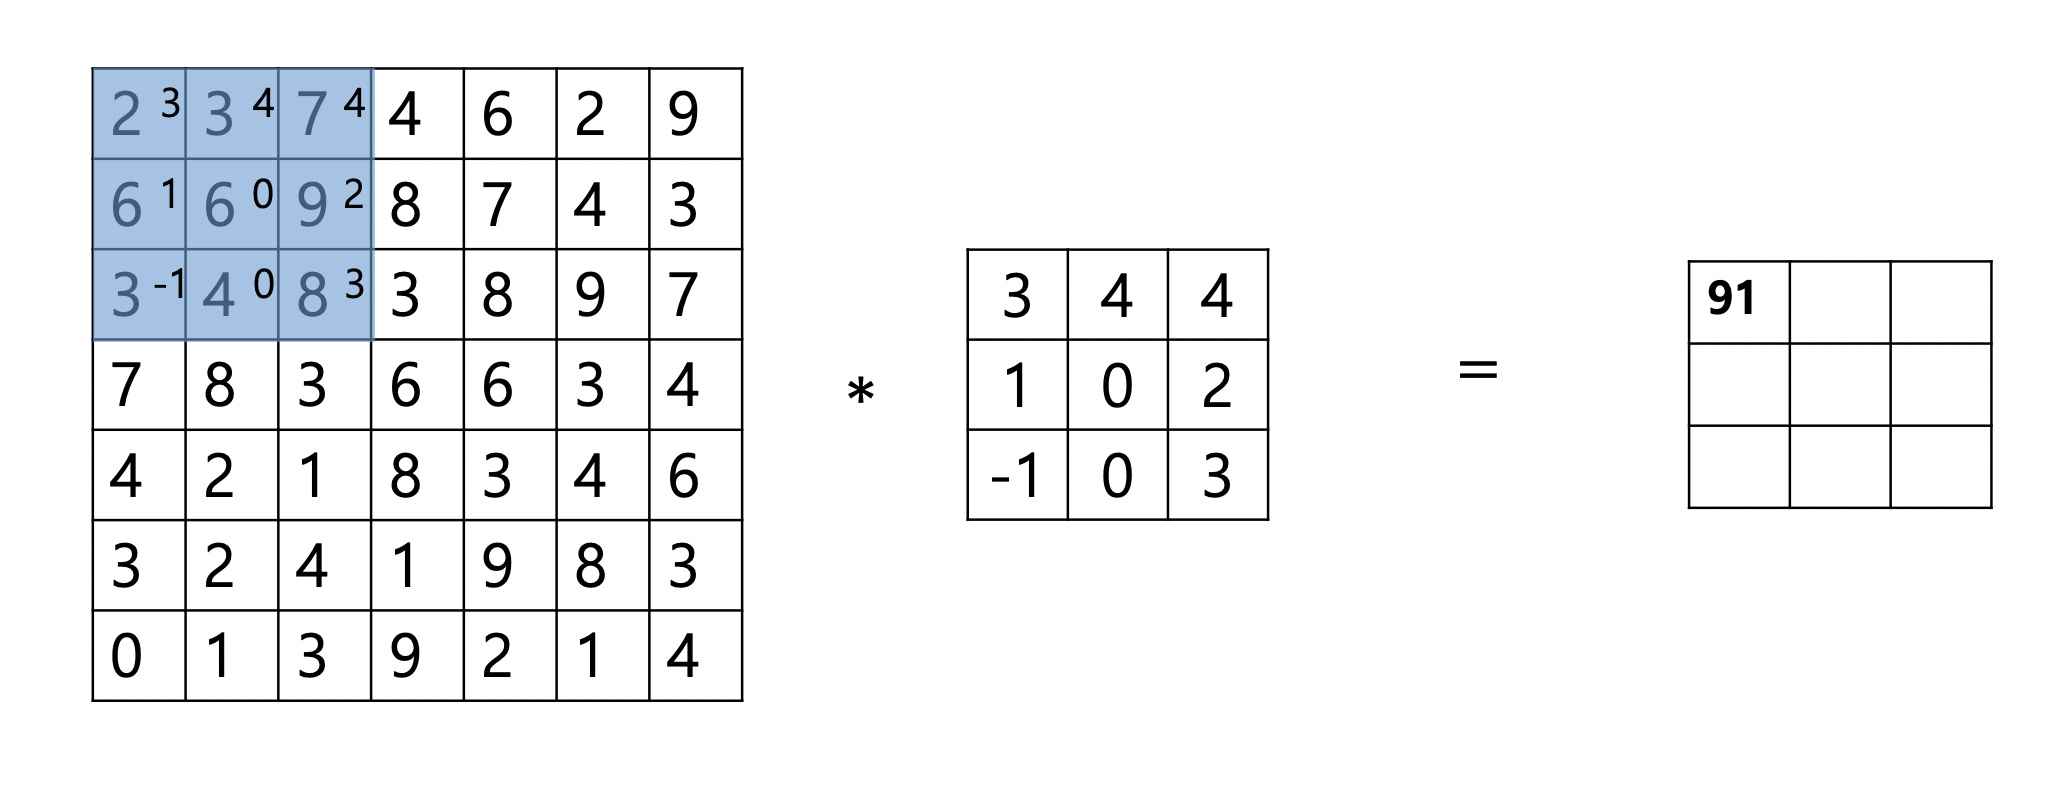 2 3 3 4 7 4 4 6 2 9
6 1 6 0 9 2 8 7 4 3
3 -1 4 0 8 3 3 8 9 7
7 8 3 6 6 3 4
4 2 1 8 3 4 6
3 2 4 1 9 8 3
0 1 3 9 2 1 4
*
3 4 4
1 0 2
-1 0 3
=
91